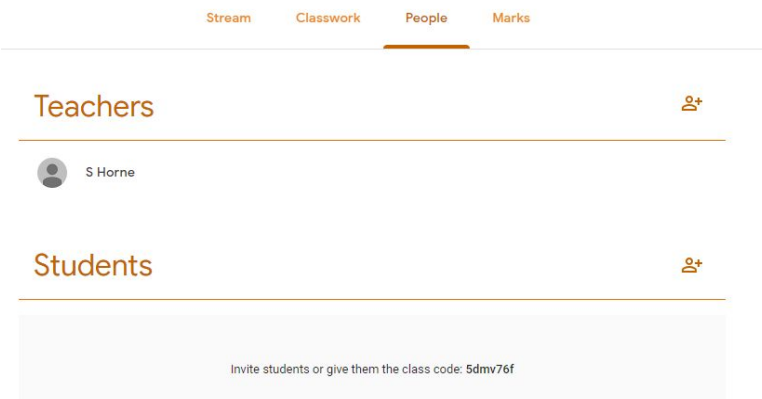 Stream Classwork People Marks
Teachers
S Horne
Students
Invite students or give them the class code: 5dmv76f